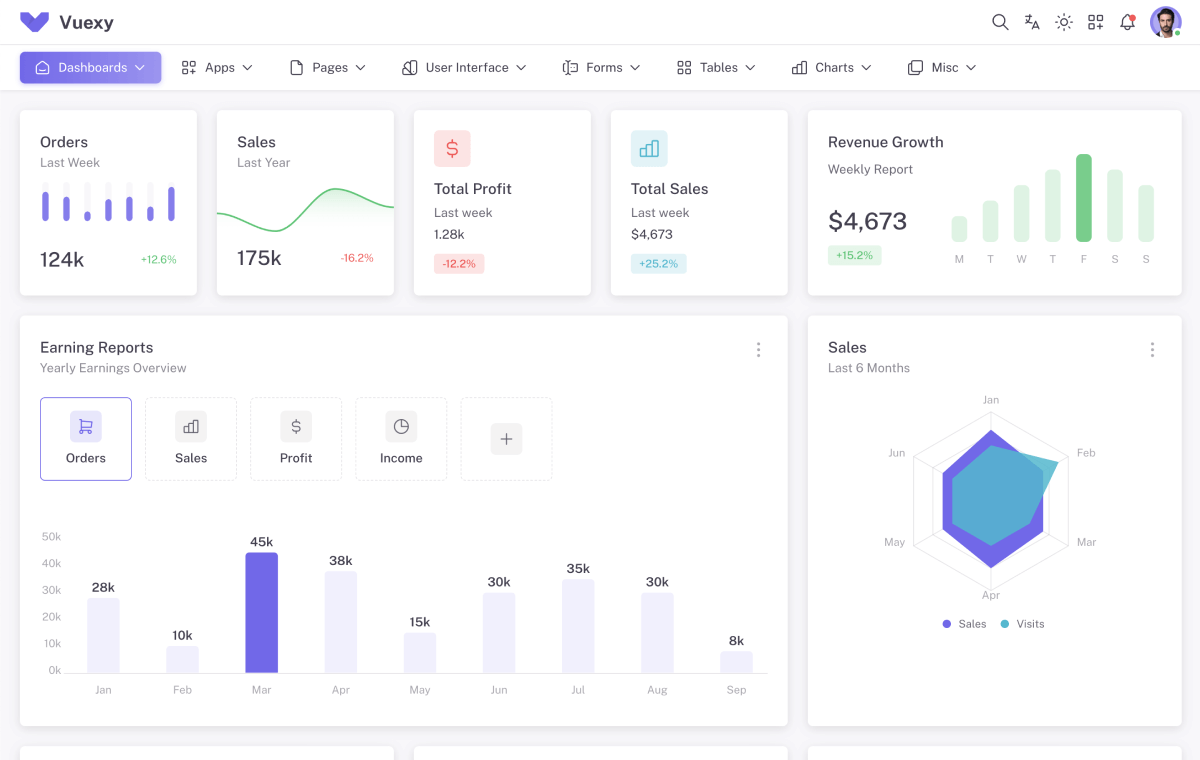 Vuexy
Dashboards
Apps
Pages
User Interface
Forms
Tables
Charts
Misc
Orders
Last Week
124k
+12.6%
Sales
Last Year
175k
-16.2%
$
Total Profit
Last week
1.28k
-12.2%
Total Sales
Last week
$4,673
+25.2%
Revenue Growth
Weekly Report
$4,673
+15.2%
M T W T F S S
Earning Reports
Yearly Earnings Overview
Orders
Sales
$
Profit
Income
50k
40k
30k
20k
10k
0k
28k
10k
45k
38k
15k
30k
35k
30k
8k
Jan Feb Mar Apr May Jun Jul Aug Sep
Sales
Last 6 Months
Jan
Feb
Mar
Apr
May
Jun
Sales
Visits